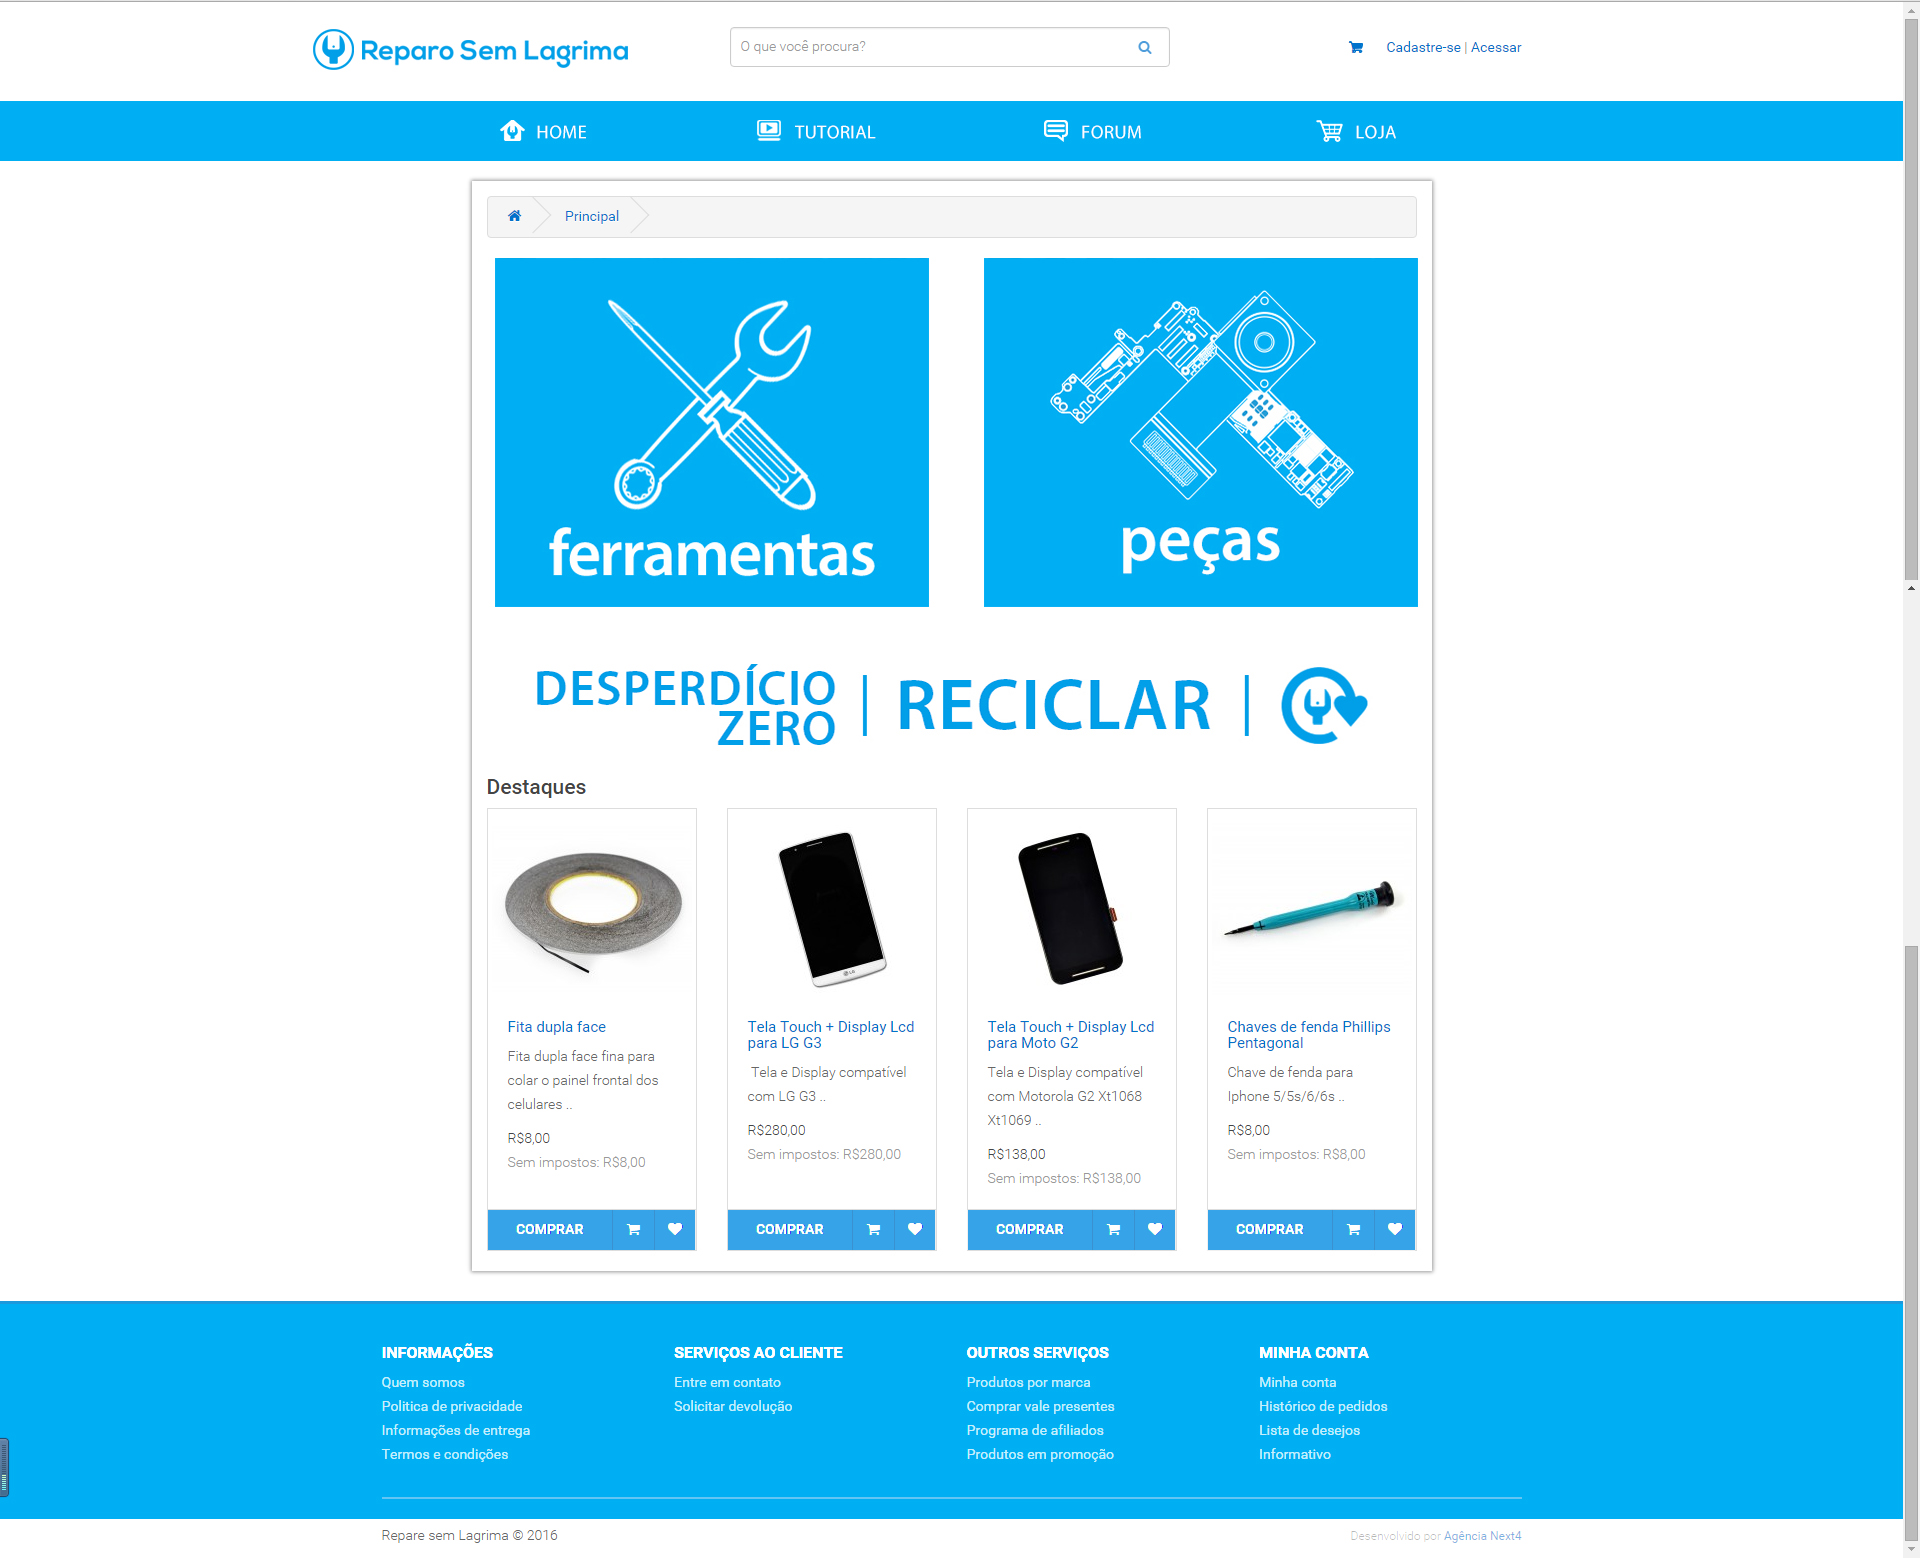 Reparo Sem Lagrima
O que você procura?
Cadastre-se | Acessar
HOME
TUTORIAL
FORUM
LOJA
Principal
ferramentas
peças
DESPERDÍCIO
ZERO
RECICLAR
Destaques
Fita dupla face
Fita dupla face fina para
colar o painel frontal dos
celulares ..
R$8,00
Sem impostos: R$8,00
COMPRAR
Tela Touch + Display Lcd
para LG G3
Tela e Display compatível
com LG G3 ..
R$280,00
Sem impostos: R$280,00
COMPRAR
Tela Touch + Display Lcd
para Moto G2
Tela e Display compatível
com Motorola G2 Xt1068
Xt1069 ..
R$138,00
Sem impostos: R$138,00
COMPRAR
Chaves de fenda Phillips
Pentagonal
Chave de fenda para
Iphone 5/5s/6/6s ..
R$8,00
Sem impostos: R$8,00
COMPRAR
INFORMAÇÕES
Quem somos
Politica de privacidade
Informações de entrega
Termos e condições
SERVIÇOS AO CLIENTE
Entre em contato
Solicitar devolução
OUTROS SERVIÇOS
Produtos por marca
Comprar vale presentes
Programa de afiliados
Produtos em promoção
MINHA CONTA
Minha conta
Histórico de pedidos
Lista de desejos
Informativo
Repare sem Lagrima © 2016
Desenvolvido por Agência Next4